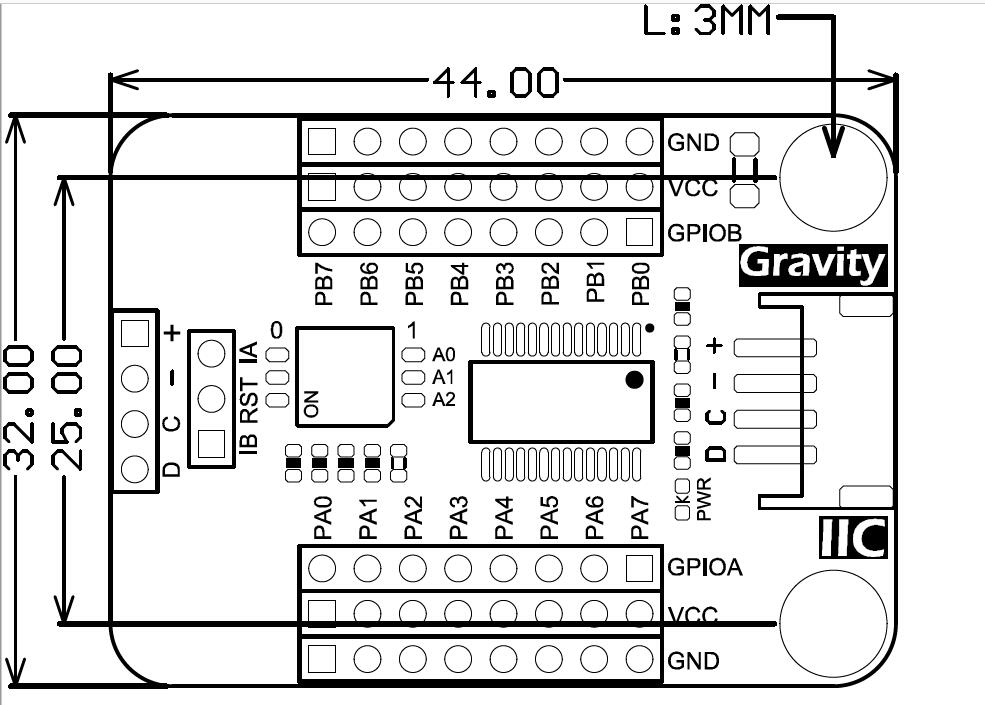 L: 3MM
44.00
GND
VCC
GPIOB
Gravity
PB7 PB6 PB5 PB4 PB3 PB2 PB1 PB0
32.00
25.00
+
-
C
D
IA
RST
IB
0
1
ON
A0
A1
A2
+
-
C
D
K
PWR
PA0 PA1 PA2 PA3 PA4 PA5 PA6 PA7
IIC
GPIOA
VCC
GND